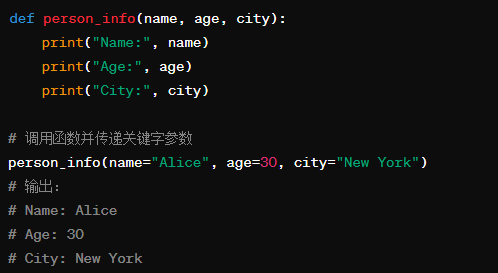 def person_info(name, age, city):
    print("Name:", name)
    print("Age:", age)
    print("City:", city)

# 调用函数并传递关键字参数
person_info(name="Alice", age=30, city="New York")
# 输出:
# Name: Alice
# Age: 30
# City: New York